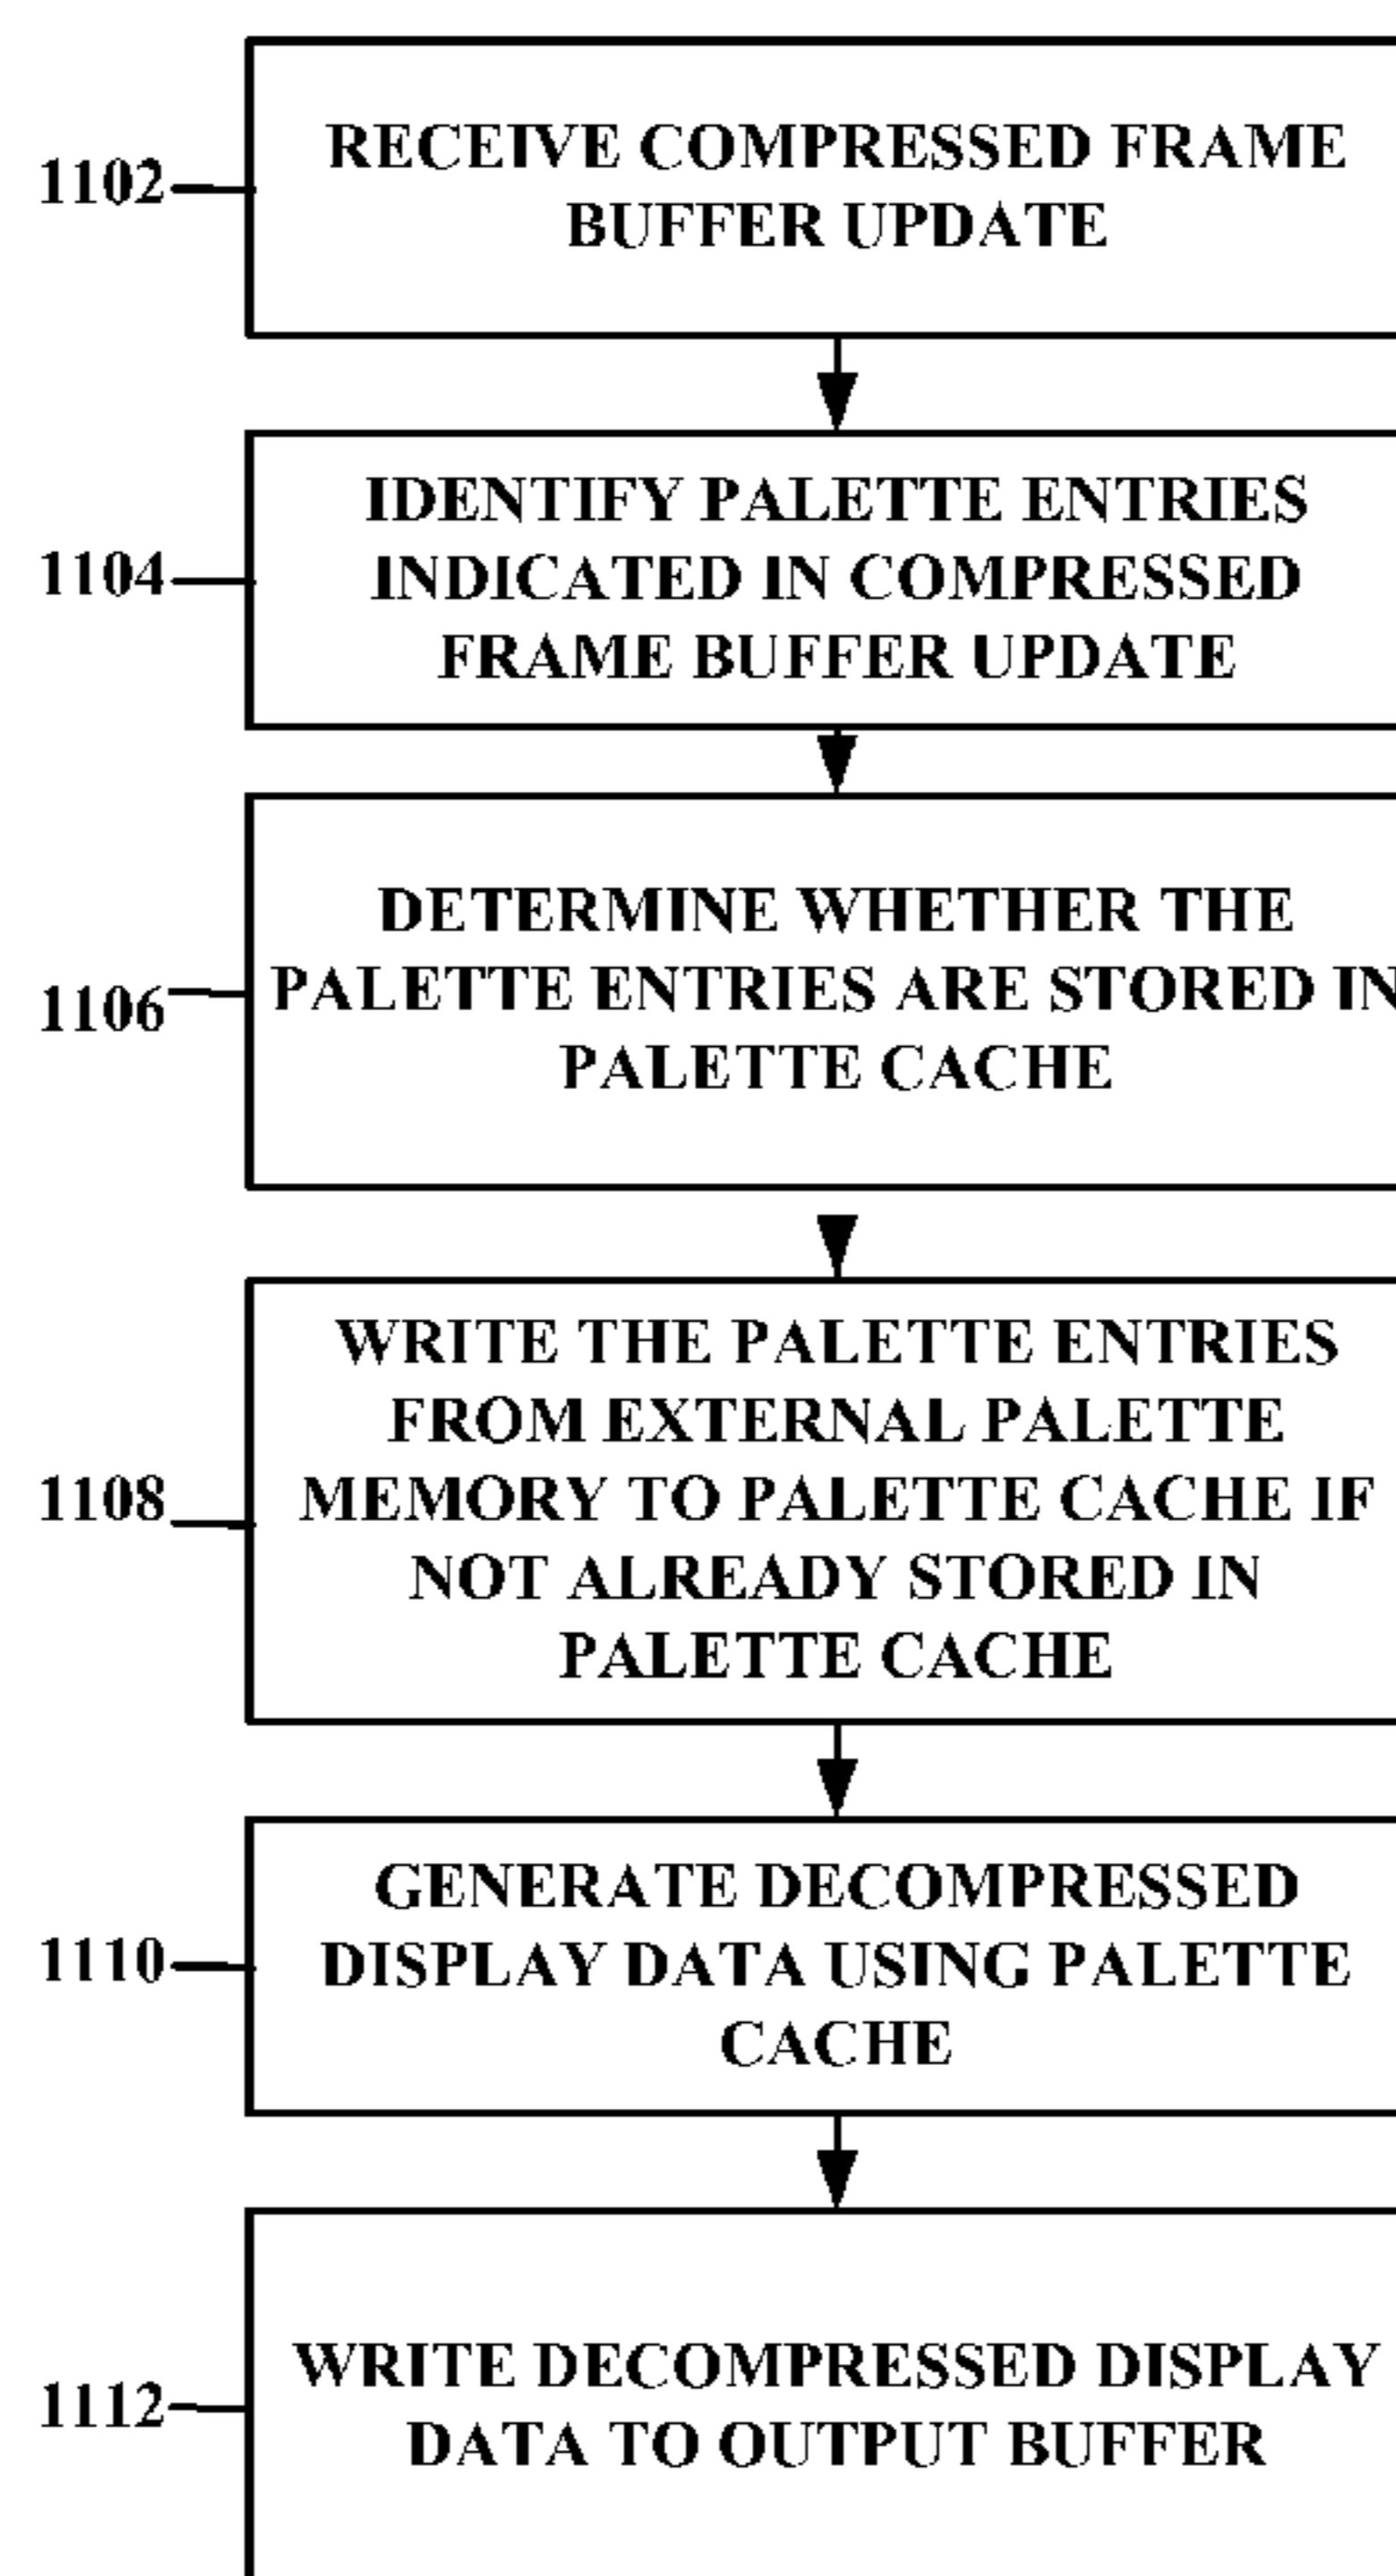 1102
RECEIVE COMPRESSED FRAME
BUFFER UPDATE
1104
IDENTIFY PALETTE ENTRIES
INDICATED IN COMPRESSED
FRAME BUFFER UPDATE
1106
DETERMINE WHETHER THE
PALETTE ENTRIES ARE STORED IN
PALETTE CACHE
1108
WRITE THE PALETTE ENTRIES
FROM EXTERNAL PALETTE
MEMORY TO PALETTE CACHE IF
NOT ALREADY STORED IN
PALETTE CACHE
1110
GENERATE DECOMPRESSED
DISPLAY DATA USING PALETTE
CACHE
1112
WRITE DECOMPRESSED DISPLAY
DATA TO OUTPUT BUFFER